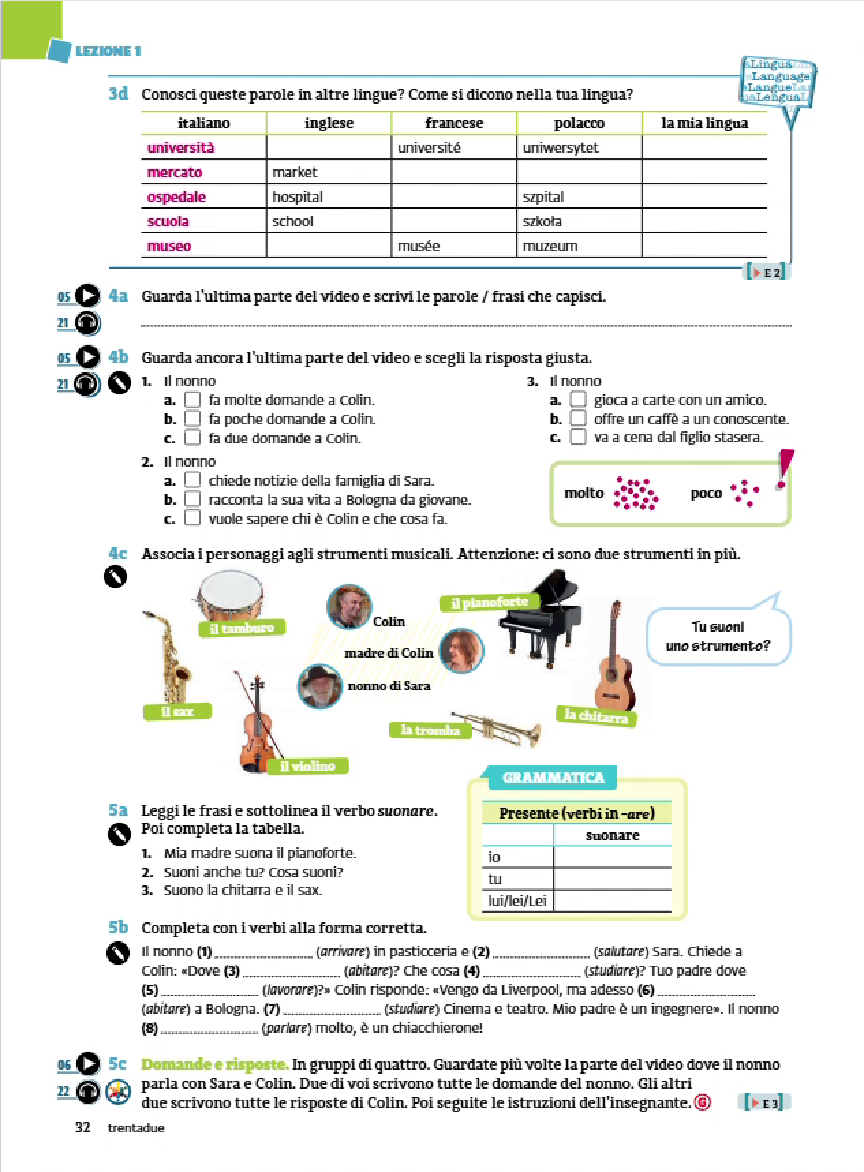 LEZIONE 1
Lingua
Language
Langue
Lengua
3d Conosci queste parole in altre lingue? Come si dicono nella tua lingua?
italiano inglese francese polacco la mia lingua
università université uniwersytet
mercato market
ospedale hospital szpital
scuola school szkoła
museo musée muzeum
E 2
05 4a Guarda l'ultima parte del video e scrivi le parole / frasi che capisci.
21
05 4b Guarda ancora l'ultima parte del video e scegli la risposta giusta.
21
1. Il nonno
a. fa molte domande a Colin.
b. fa poche domande a Colin.
c. fa due domande a Colin.
2. Il nonno
a. chiede notizie della famiglia di Sara.
b. racconta la sua vita a Bologna da giovane.
c. vuole sapere chi è Colin e che cosa fa.
3. Il nonno
a. gioca a carte con un amico.
b. offre un caffè a un conoscente.
c. va a cena dal figlio stasera.
molto poco
4c Associa i personaggi agli strumenti musicali. Attenzione: ci sono due strumenti in più.
il tamburo
Colin
il pianoforte
madre di Colin
nonno di Sara
il sax
il violino
la tromba
la chitarra
Tu suoni
uno strumento?
5a Leggi le frasi e sottolinea il verbo suonare.
Poi completa la tabella.
1. Mia madre suona il pianoforte.
2. Suoni anche tu? Cosa suoni?
3. Suono la chitarra e il sax.
GRAMMATICA
Presente (verbi in -are)
suonare
io
tu
lui/lei/Lei
5b Completa con i verbi alla forma corretta.
Il nonno (1) (arrivare) in pasticceria e (2) (salutare) Sara. Chiede a
Colin: «Dove (3) (abitare)? Che cosa (4) (studiare)? Tuo padre dove
(5) (lavorare)?» Colin risponde: «Vengo da Liverpool, ma adesso (6)
(abitare) a Bologna. (7) (studiare) Cinema e teatro. Mio padre è un ingegnere». Il nonno
(8) (parlare) molto, è un chiacchierone!
06 5c Domande e risposte. In gruppi di quattro. Guardate più volte la parte del video dove il nonno
22 parla con Sara e Colin. Due di voi scrivono tutte le domande del nonno. Gli altri
due scrivono tutte le risposte di Colin. Poi seguite le istruzioni dell'insegnante. G
E 3
32 trentadue